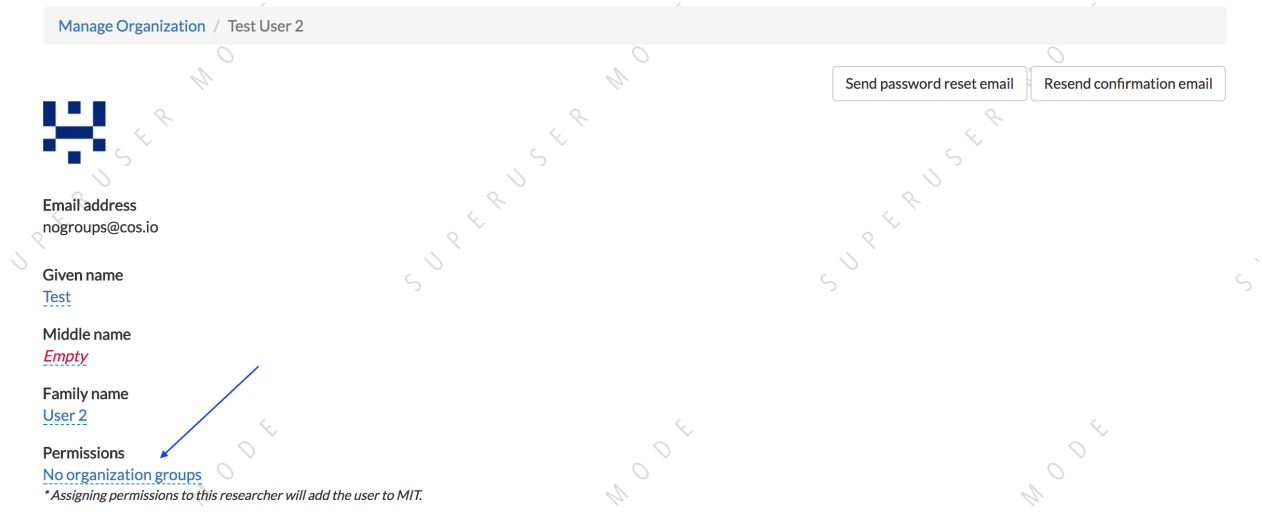 Manage Organization / Test User 2
Send password reset email Resend confirmation email
Email address
nogroups@cos.io
Given name
Test
Middle name
Empty
Family name
User 2
Permissions
No organization groups
* Assigning permissions to this researcher will add the user to MIT.
SUPERUSER MODE
SUPERUSER MODE
SUPERUSER MODE